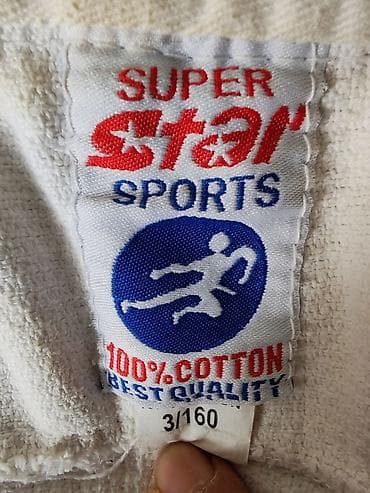 SUPER
Star
SPORTS
100% COTTON
BEST QUALITY
3/160